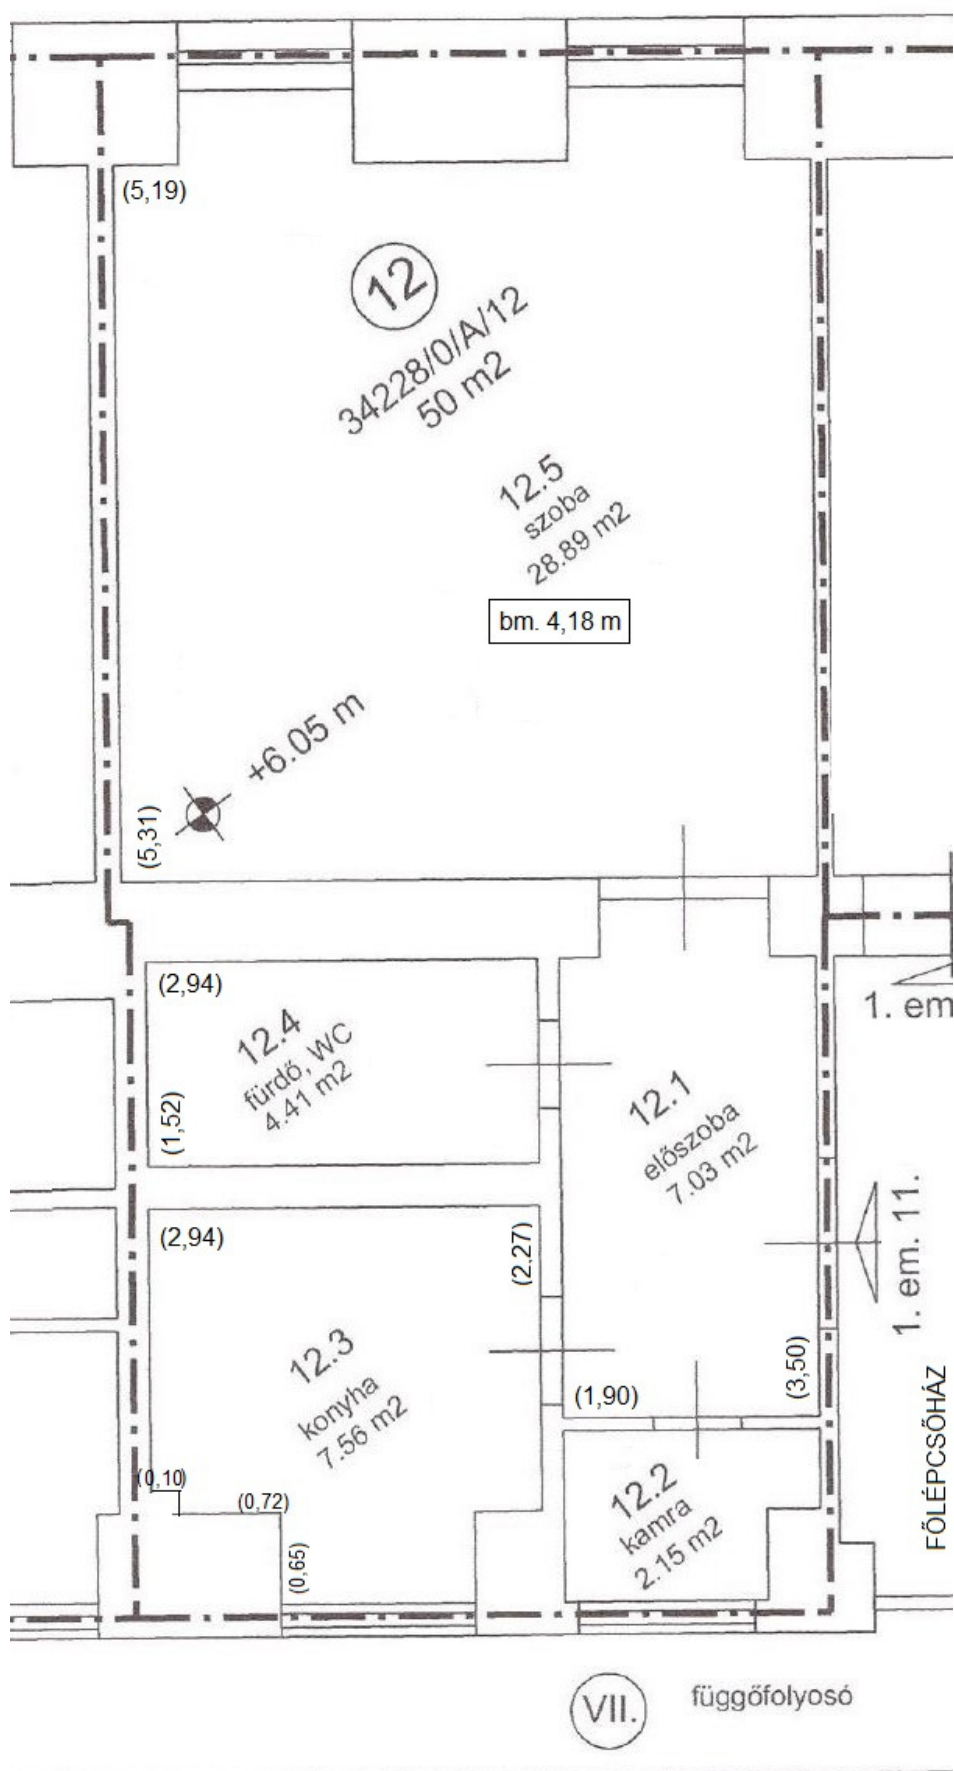 (5,19)
12
34228/0/A/12
50 m2
12.5
szoba
28.89 m2
bm. 4,18 m
+6.05 m
(5,31)
(2,94)
12.4
fürdő, WC
4.41 m2
(1,52)
1. em
12.1
előszoba
7.03 m2
1. em. 11.
(2,94)
(2,27)
12.3
konyha
7.56 m2
(1,90)
(3,50)
FŐLÉPCSŐHÁZ
(0,10)
(0,72)
(0,65)
12.2
kamra
2.15 m2
VII.
függőfolyosó